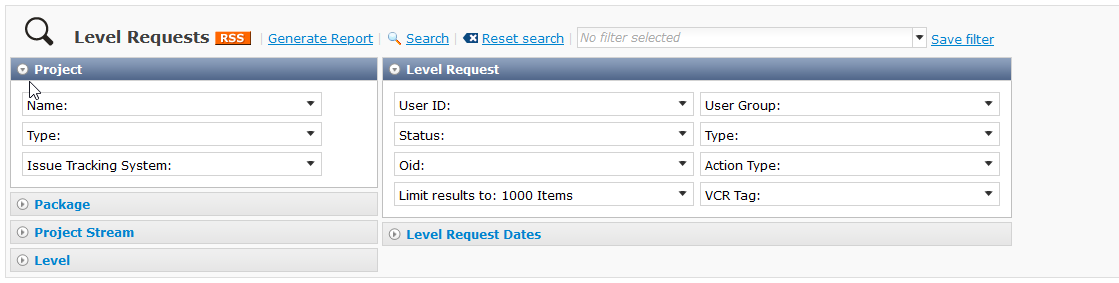 Level Requests RSS | Generate Report | Search | Reset search | No filter selected Save filter
Project
Name:
Type:
Issue Tracking System:
Package
Project Stream
Level
Level Request
User ID: User Group:
Status: Type:
Oid: Action Type:
Limit results to: 1000 Items VCR Tag:
Level Request Dates